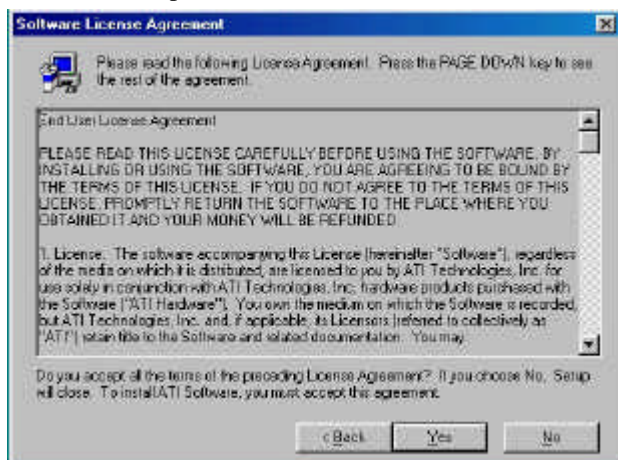 Software License Agreement
Please read the following License Agreement. Press the PAGE DOWN key to see
the rest of the agreement.
End User License Agreement
PLEASE READ THIS LICENSE CAREFULLY BEFORE USING THE SOFTWARE. BY
INSTALLING OR USING THE SOFTWARE, YOU ARE AGREEING TO BE BOUND BY
THE TERMS OF THIS LICENSE. IF YOU DO NOT AGREE TO THE TERMS OF THIS
LICENSE, PROMPTLY RETURN THE SOFTWARE TO THE PLACE WHERE YOU
OBTAINED IT AND YOUR MONEY WILL BE REFUNDED.
1. License. The software accompanying this License (hereinafter "Software"), regardless
of the media on which it is distributed, are licensed to you by ATI Technologies, Inc. for
use solely in conjunction with ATI Technologies, Inc. hardware products purchased with
the Software ("ATI Hardware"). You own the medium on which the Software is recorded,
but ATI Technologies, Inc. and, if applicable, its Licensors (referred to collectively as
"ATI") retain title to the Software and related documentation. You may:
Do you accept all the terms of the preceding License Agreement? If you choose No, Setup
will close. To install ATI Software, you must accept this agreement.
< Back
Yes
No